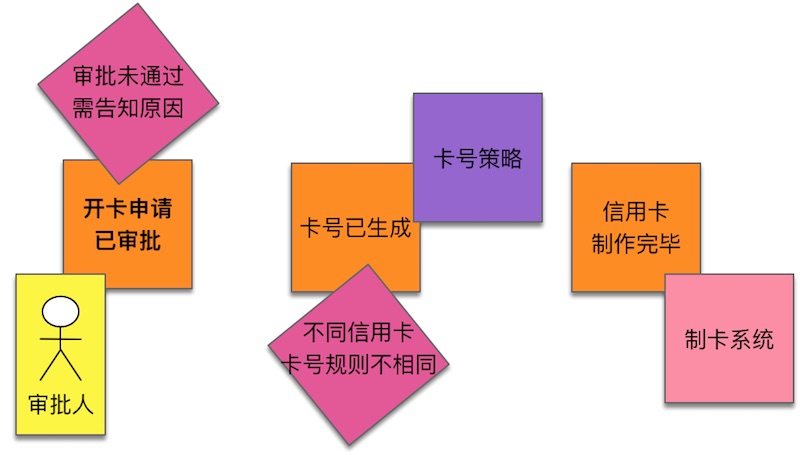 审批未通过
需告知原因
开卡申请
已审批
审批人
卡号策略
卡号已生成
不同信用卡
卡号规则不相同
信用卡
制作完毕
制卡系统